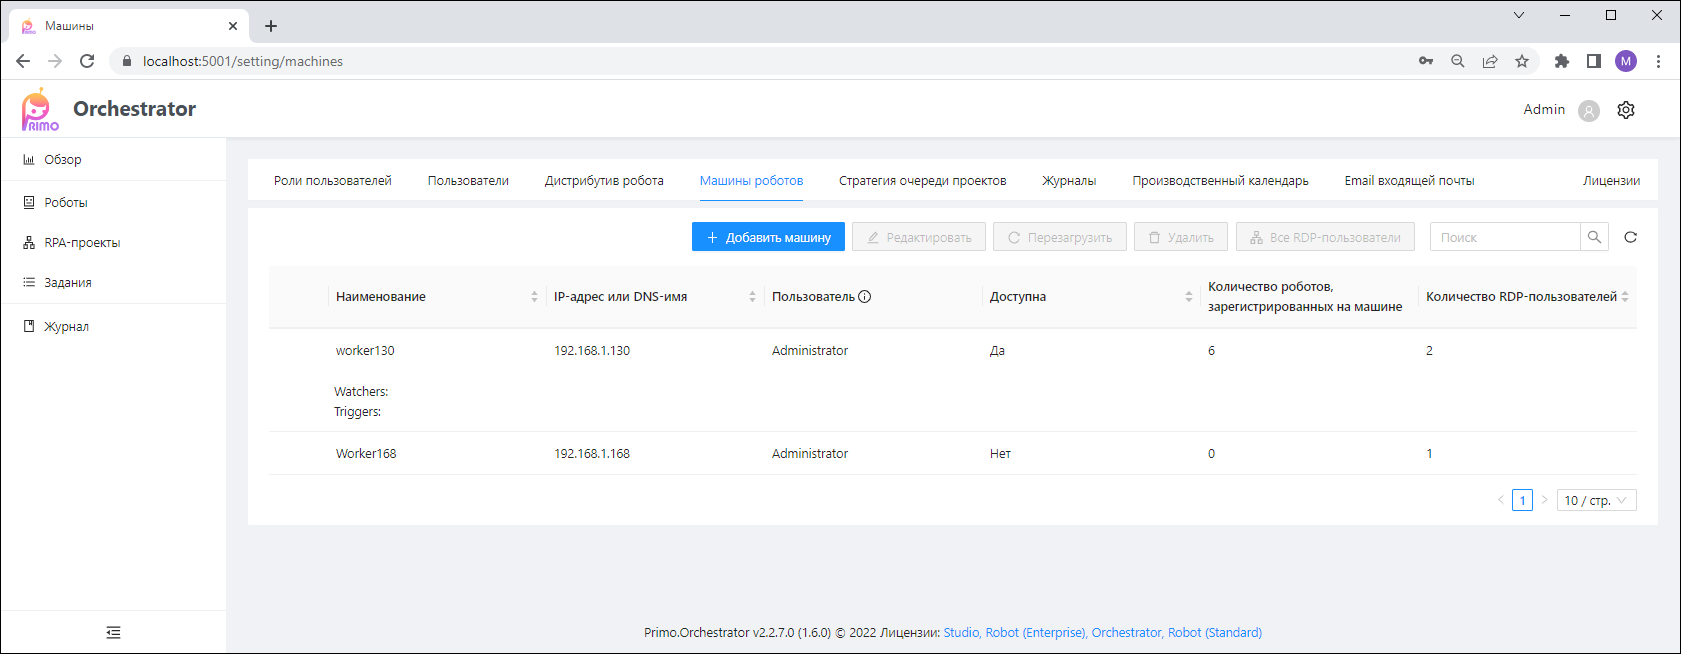 Машины
localhost:5001/setting/machines
M
PRIMO
Orchestrator
Admin
Обзор
Роботы
RPA-проекты
Задания
Журнал
Роли пользователей Пользователи Дистрибутив робота Машины роботов Стратегия очереди проектов Журналы Производственный календарь Email входящей почты Лицензии
Добавить машину Редактировать Перезагрузить Удалить Все RDP-пользователи Поиск
Наименование IP-адрес или DNS-имя Пользователь Доступна Количество роботов, зарегистрированных на машине Количество RDP-пользователей
worker130 192.168.1.130 Administrator Да 6 2
Watchers:
Triggers:
Worker168 192.168.1.168 Administrator Нет 0 1
1 10 / стр.
Primo.Orchestrator v2.2.7.0 (1.6.0) © 2022 Лицензии: Studio, Robot (Enterprise), Orchestrator, Robot (Standard)